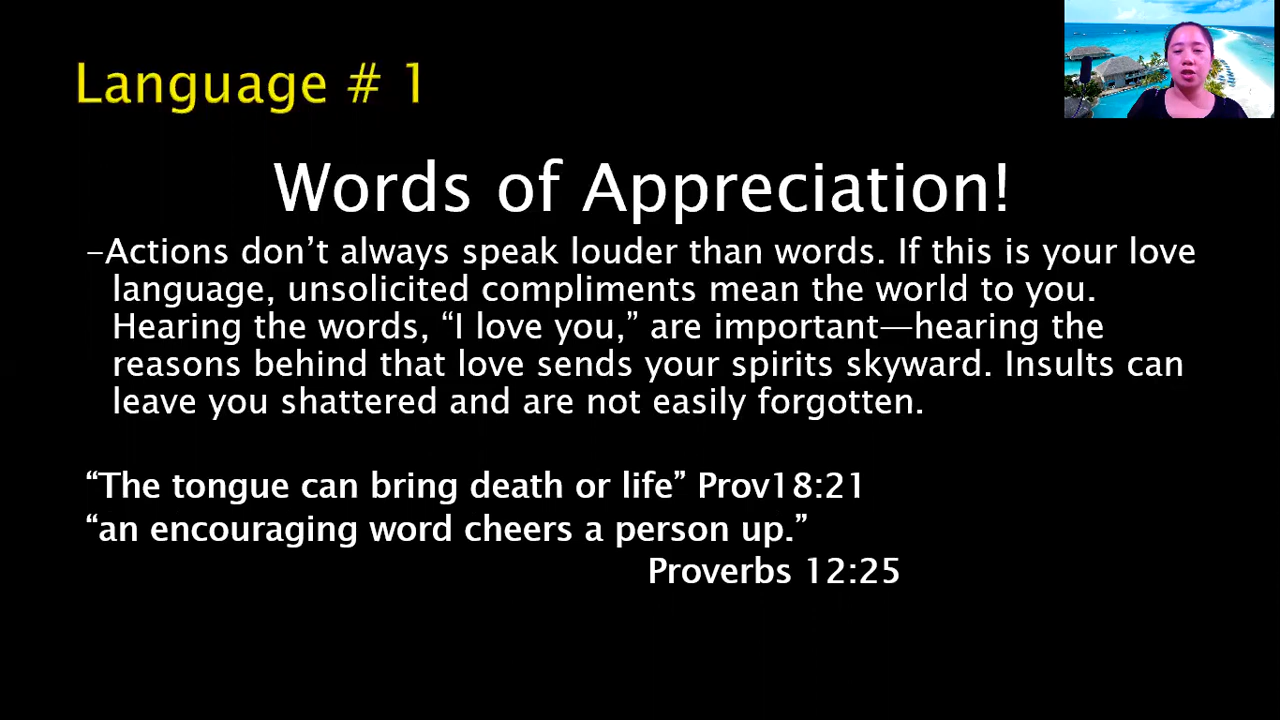 Language # 1
Words of Appreciation!
–Actions don’t always speak louder than words. If this is your love
language, unsolicited compliments mean the world to you.
Hearing the words, “I love you,” are important—hearing the
reasons behind that love sends your spirits skyward. Insults can
leave you shattered and are not easily forgotten.
“The tongue can bring death or life” Prov18:21
“an encouraging word cheers a person up.”
Proverbs 12:25